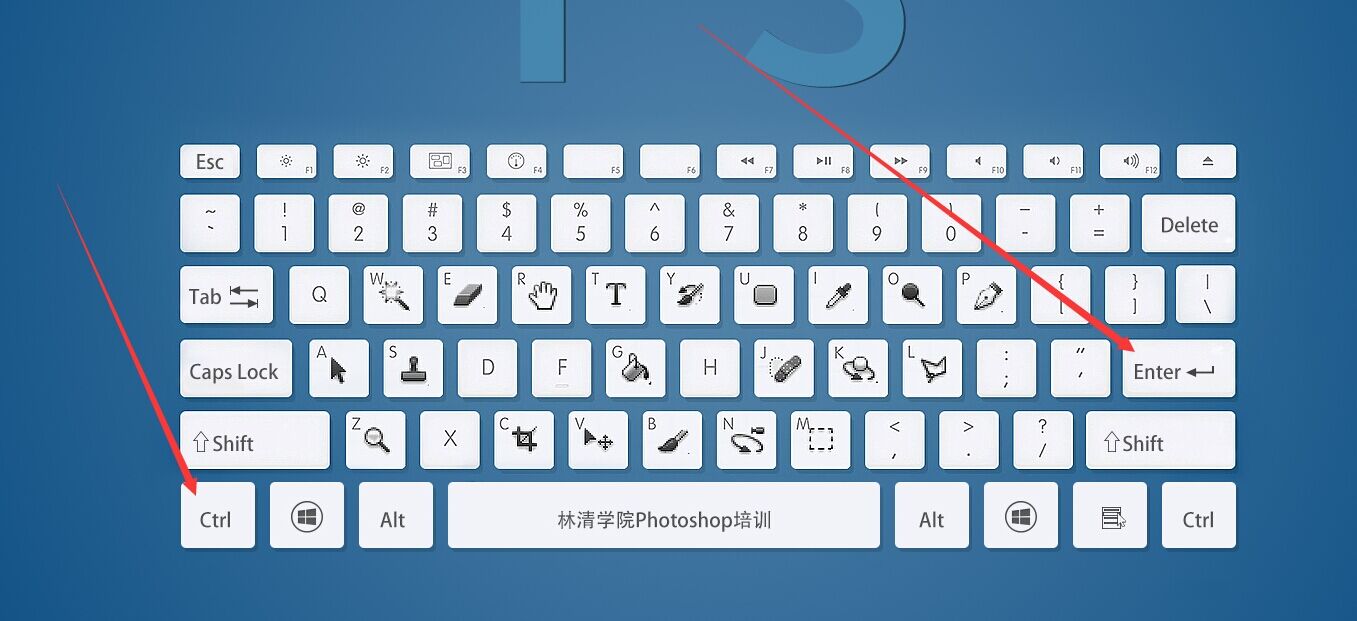 PS
Esc F1 F2 F3 F4 F5 F6 F7 F8 F9 F10 F11 F12
~ ! @ # $ % ^ & * ( ) — +
` 1 2 3 4 5 6 7 8 9 0 - = Delete
Tab Q W E R T Y U I O P { } |
[ ] \
Caps Lock A S D F G H J K L : " Enter
; '
Shift Z X C V B N M < > ? Shift
, . /
Ctrl Alt 林清学院Photoshop培训 Alt Ctrl